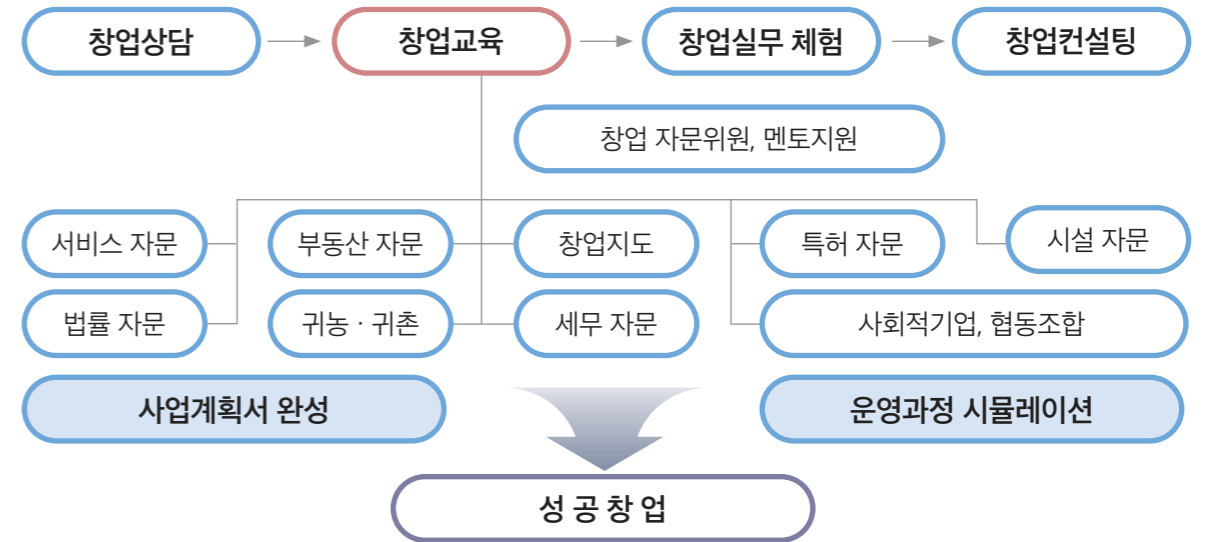 창업상담
창업교육
창업실무 체험
창업컨설팅
창업 자문위원, 멘토지원
서비스 자문
부동산 자문
창업지도
특허 자문
시설 자문
법률 자문
귀농 · 귀촌
세무 자문
사회적기업, 협동조합
사업계획서 완성
운영과정 시뮬레이션
성 공 창 업